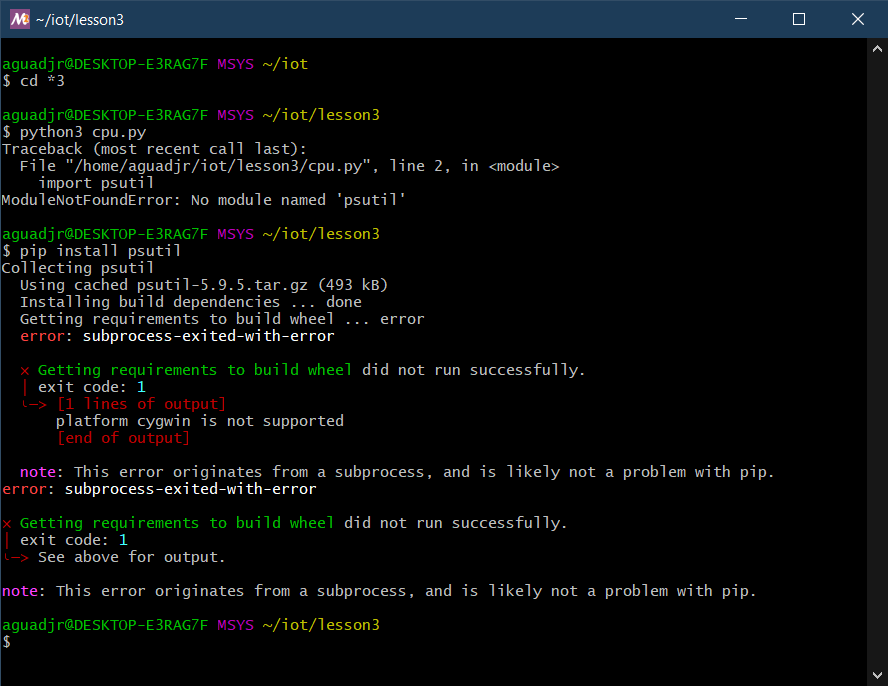 ~/iot/lesson3
aguadjr@DESKTOP-E3RAG7F MSYS ~/iot
$ cd *3
aguadjr@DESKTOP-E3RAG7F MSYS ~/iot/lesson3
$ python3 cpu.py
Traceback (most recent call last):
  File "/home/aguadjr/iot/lesson3/cpu.py", line 2, in <module>
    import psutil
ModuleNotFoundError: No module named 'psutil'
aguadjr@DESKTOP-E3RAG7F MSYS ~/iot/lesson3
$ pip install psutil
Collecting psutil
  Using cached psutil-5.9.5.tar.gz (493 kB)
  Installing build dependencies ... done
  Getting requirements to build wheel ... error
  error: subprocess-exited-with-error
  × Getting requirements to build wheel did not run successfully.
  │ exit code: 1
  ╰─> [1 lines of output]
      platform cygwin is not supported
      [end of output]
  note: This error originates from a subprocess, and is likely not a problem with pip.
error: subprocess-exited-with-error
× Getting requirements to build wheel did not run successfully.
│ exit code: 1
╰─> See above for output.
note: This error originates from a subprocess, and is likely not a problem with pip.
aguadjr@DESKTOP-E3RAG7F MSYS ~/iot/lesson3
$